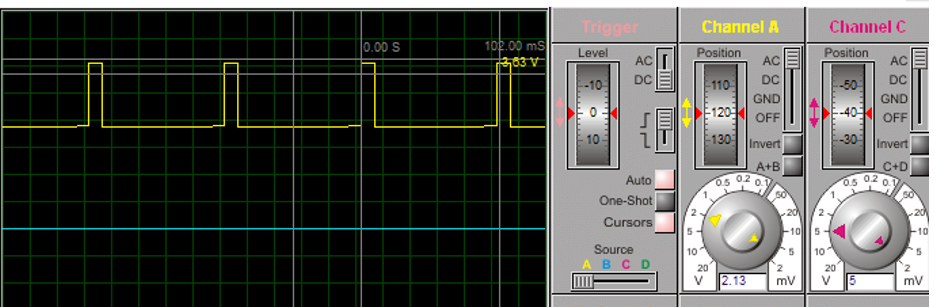 0.00 S
102.00 mS
3.63 V
Trigger
Level
-10
0
10
AC
DC
Auto
One-Shot
Cursors
Source
A B C D
Channel A
Position
110
-120
-130
AC
DC
GND
OFF
Invert
A+B
0.5 0.2 0.1
1 50
2 20
5 10
10 5
20 2
V 2.13 mV
Channel C
Position
-50
-40
-30
AC
DC
GND
OFF
Invert
C+D
0.5 0.2 0.1
1 50
2 20
5 10
10 5
20 2
V 5 mV